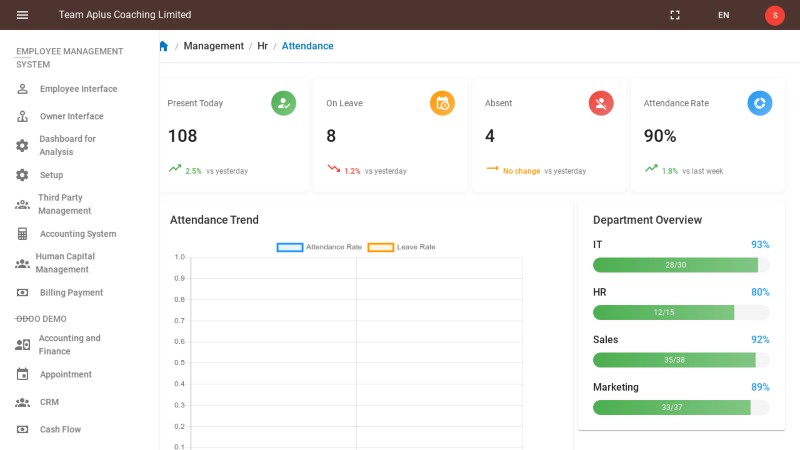 Team Aplus Coaching Limited
EN
S
EMPLOYEE MANAGEMENT
SYSTEM
Employee Interface
Owner Interface
Dashboard for
Analysis
Setup
Third Party
Management
Accounting System
Human Capital
Management
Billing Payment
ODOO DEMO
Accounting and
Finance
Appointment
CRM
Cash Flow
/ Management / Hr / Attendance
Present Today
108
2.5% vs yesterday
On Leave
8
1.2% vs yesterday
Absent
4
No change vs yesterday
Attendance Rate
90%
1.8% vs last week
Attendance Trend
Attendance Rate
Leave Rate
1.0
0.9
0.8
0.7
0.6
0.5
0.4
0.3
0.2
0.1
Department Overview
IT 93%
28/30
HR 80%
12/15
Sales 92%
35/38
Marketing 89%
33/37